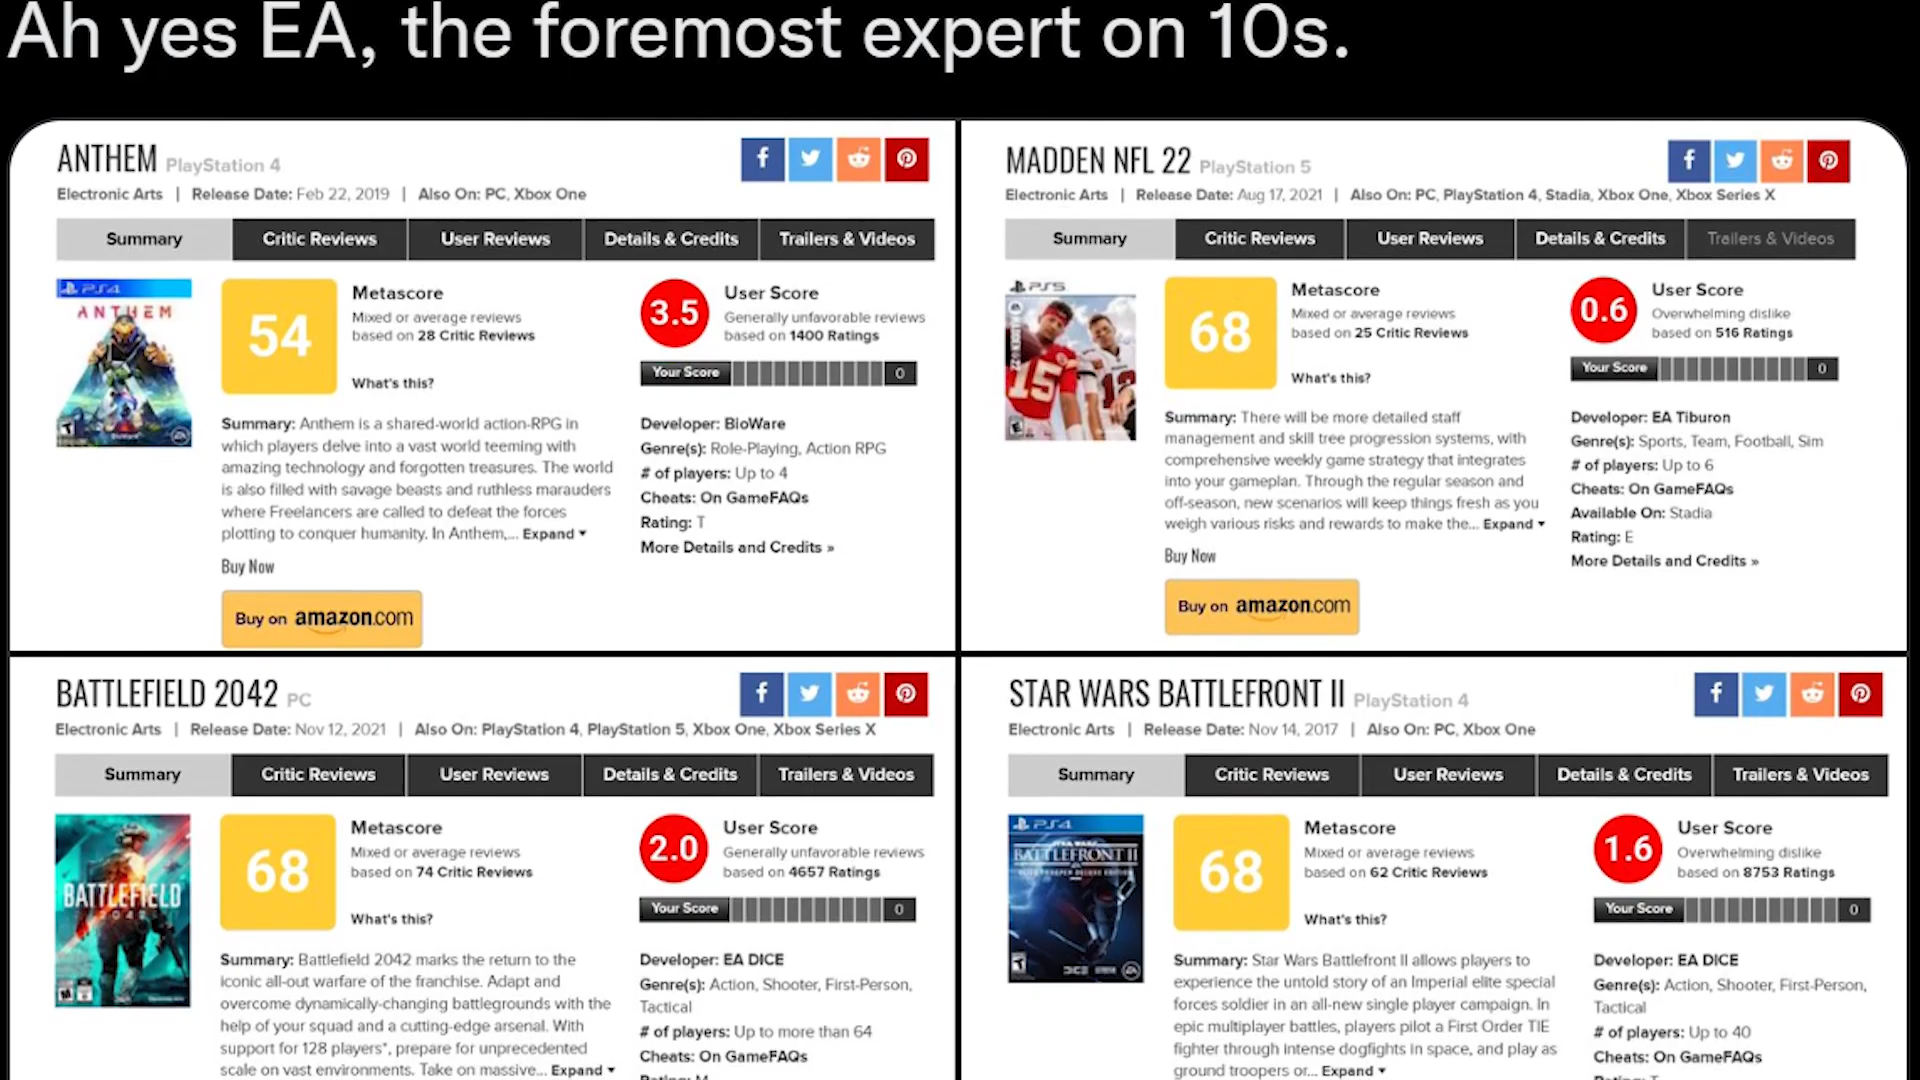 Ah yes EA, the foremost expert on 10s.
ANTHEM PlayStation 4
Electronic Arts | Release Date: Feb 22, 2019 | Also On: PC, Xbox One
Summary Critic Reviews User Reviews Details & Credits Trailers & Videos
PS4
ANTHEM
54
Metascore
Mixed or average reviews
based on 28 Critic Reviews
What's this?
3.5
User Score
Generally unfavorable reviews
based on 1400 Ratings
Your Score 0
Summary: Anthem is a shared-world action-RPG in
which players delve into a vast world teeming with
amazing technology and forgotten treasures. The world
is also filled with savage beasts and ruthless marauders
where Freelancers are called to defeat the forces
plotting to conquer humanity. In Anthem,... Expand
Buy Now
Buy on amazon.com
Developer: BioWare
Genre(s): Role-Playing, Action RPG
# of players: Up to 4
Cheats: On GameFAQs
Rating: T
More Details and Credits »
MADDEN NFL 22 PlayStation 5
Electronic Arts | Release Date: Aug 17, 2021 | Also On: PC, PlayStation 4, Stadia, Xbox One, Xbox Series X
Summary Critic Reviews User Reviews Details & Credits Trailers & Videos
PS5
15
12
68
Metascore
Mixed or average reviews
based on 25 Critic Reviews
What's this?
0.6
User Score
Overwhelming dislike
based on 516 Ratings
Your Score 0
Summary: There will be more detailed staff
management and skill tree progression systems, with
comprehensive weekly game strategy that integrates
into your gameplan. Through the regular season and
off-season, new scenarios will keep things fresh as you
weigh various risks and rewards to make the... Expand
Buy Now
Buy on amazon.com
Developer: EA Tiburon
Genre(s): Sports, Team, Football, Sim
# of players: Up to 6
Cheats: On GameFAQs
Available On: Stadia
Rating: E
More Details and Credits »
BATTLEFIELD 2042 PC
Electronic Arts | Release Date: Nov 12, 2021 | Also On: PlayStation 4, PlayStation 5, Xbox One, Xbox Series X
Summary Critic Reviews User Reviews Details & Credits Trailers & Videos
BATTLEFIELD
2042
68
Metascore
Mixed or average reviews
based on 74 Critic Reviews
What's this?
2.0
User Score
Generally unfavorable reviews
based on 4657 Ratings
Your Score 0
Summary: Battlefield 2042 marks the return to the
iconic all-out warfare of the franchise. Adapt and
overcome dynamically-changing battlegrounds with the
help of your squad and a cutting-edge arsenal. With
support for 128 players*, prepare for unprecedented
scale on vast environments. Take on massive... Expand
Developer: EA DICE
Genre(s): Action, Shooter, First-Person,
Tactical
# of players: Up to more than 64
Cheats: On GameFAQs
STAR WARS BATTLEFRONT II PlayStation 4
Electronic Arts | Release Date: Nov 14, 2017 | Also On: PC, Xbox One
Summary Critic Reviews User Reviews Details & Credits Trailers & Videos
PS4
BATTLEFRONT II
DICE
68
Metascore
Mixed or average reviews
based on 62 Critic Reviews
What's this?
1.6
User Score
Overwhelming dislike
based on 8753 Ratings
Your Score 0
Summary: Star Wars Battlefront II allows players to
experience the untold story of an Imperial elite special
forces soldier in an all-new single player campaign. In
epic multiplayer battles, players pilot a First Order TIE
fighter through intense dogfights in space, and play as
ground troopers or... Expand
Developer: EA DICE
Genre(s): Action, Shooter, First-Person,
Tactical
# of players: Up to 40
Cheats: On GameFAQs